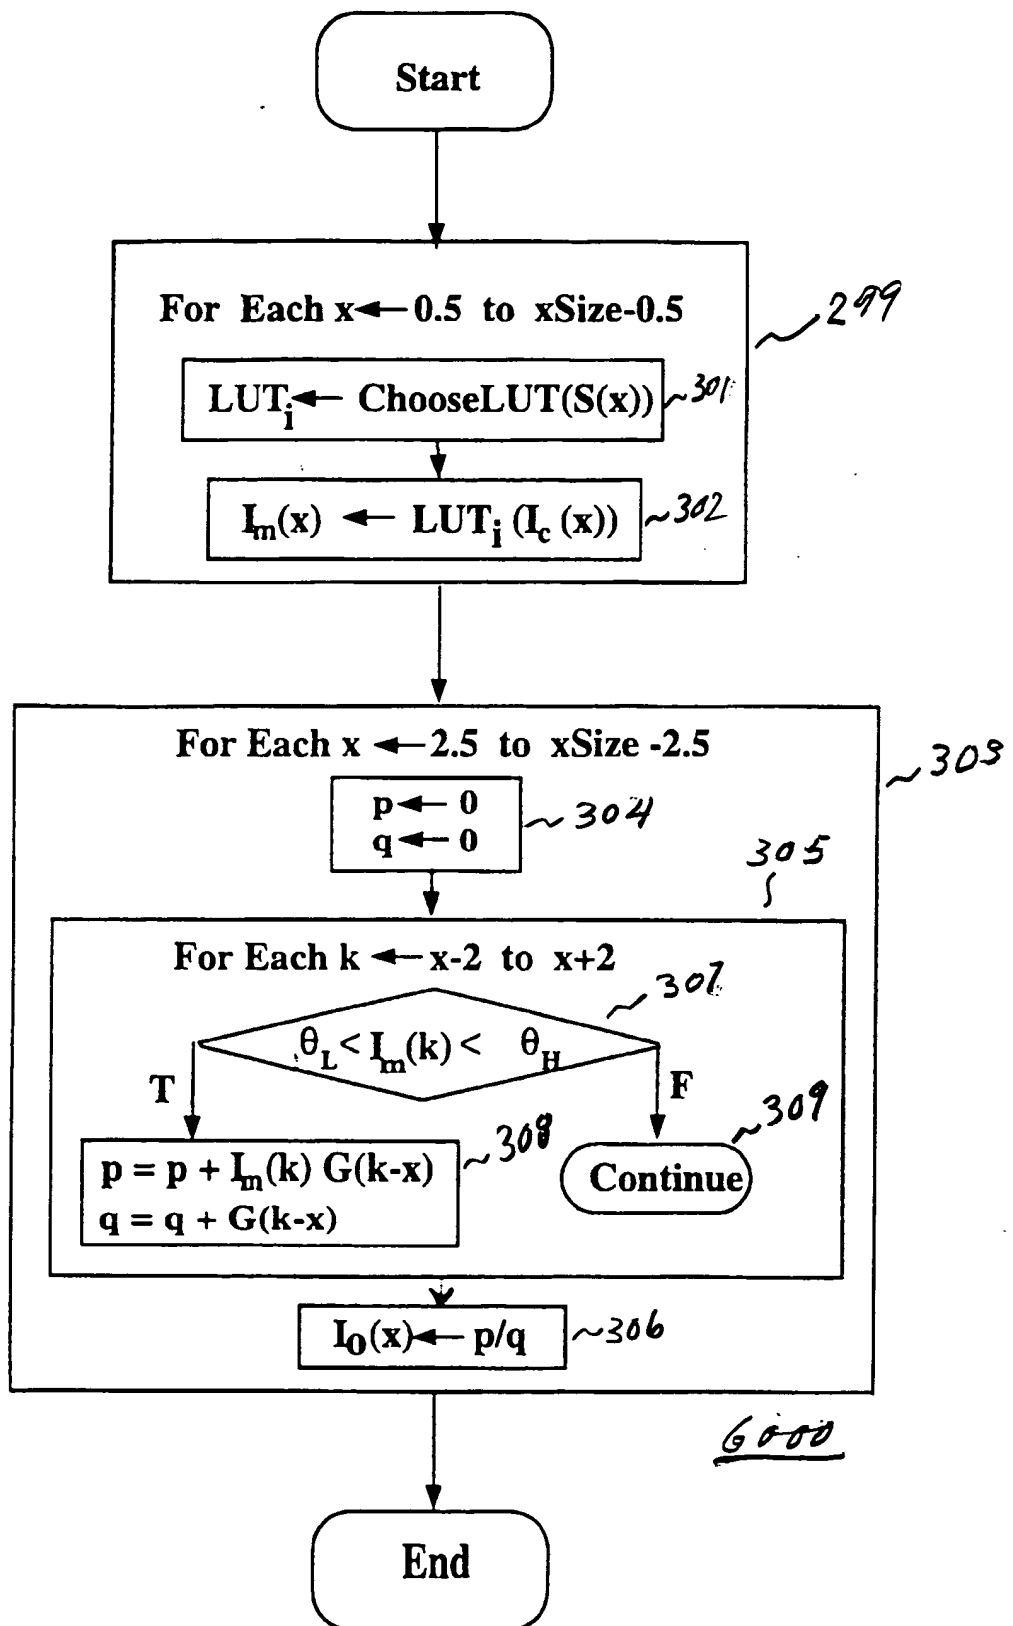 Start
For Each x ← 0.5 to xSize-0.5
299
LUTi ← ChooseLUT(S(x))
301
Im(x) ← LUTi (Ic (x))
302
For Each x ← 2.5 to xSize -2.5
303
p ← 0
q ← 0
304
305
For Each k ← x-2 to x+2
307
θL < Im(k) < θH
T
F
309
308
p = p + Im(k) G(k-x)
q = q + G(k-x)
Continue
IO(x) ← p/q
306
6000
End